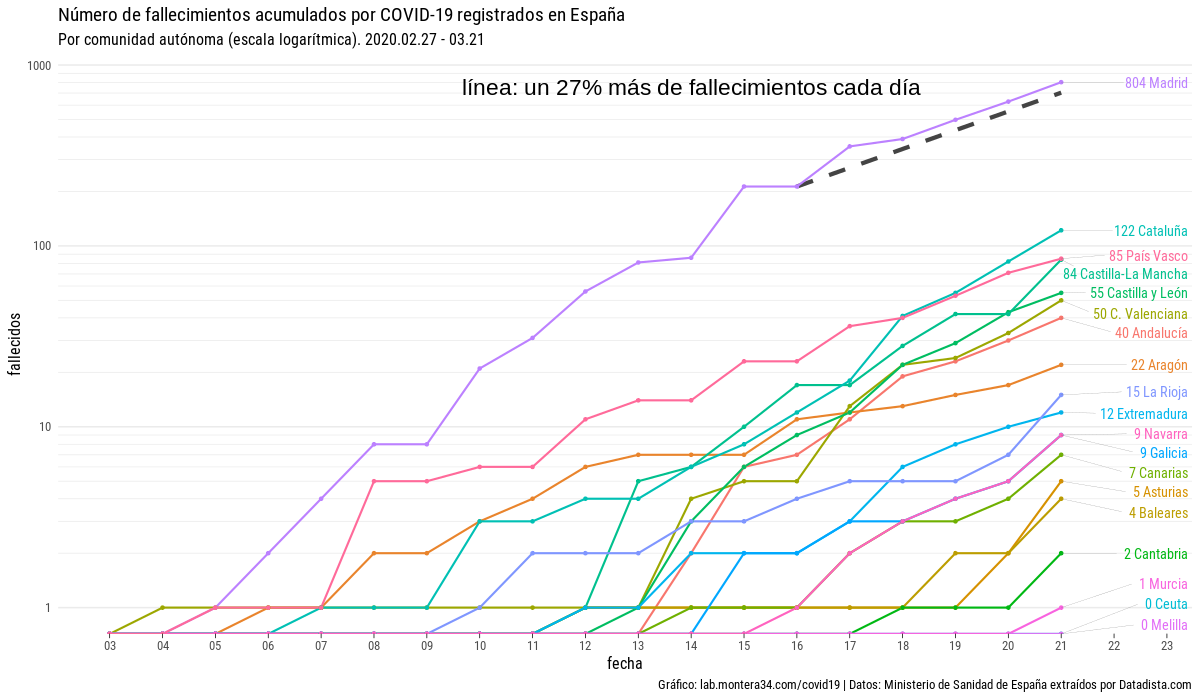 Número de fallecimientos acumulados por COVID-19 registrados en España
Por comunidad autónoma (escala logarítmica). 2020.02.27 - 03.21
línea: un 27% más de fallecimientos cada día
1000
100
10
1
fallecidos
804 Madrid
122 Cataluña
85 País Vasco
84 Castilla-La Mancha
55 Castilla y León
50 C. Valenciana
40 Andalucía
22 Aragón
15 La Rioja
12 Extremadura
9 Navarra
9 Galicia
7 Canarias
5 Asturias
4 Baleares
2 Cantabria
1 Murcia
0 Ceuta
0 Melilla
03 04 05 06 07 08 09 10 11 12 13 14 15 16 17 18 19 20 21 22 23
fecha
Gráfico: lab.montera34.com/covid19 | Datos: Ministerio de Sanidad de España extraídos por Datadista.com